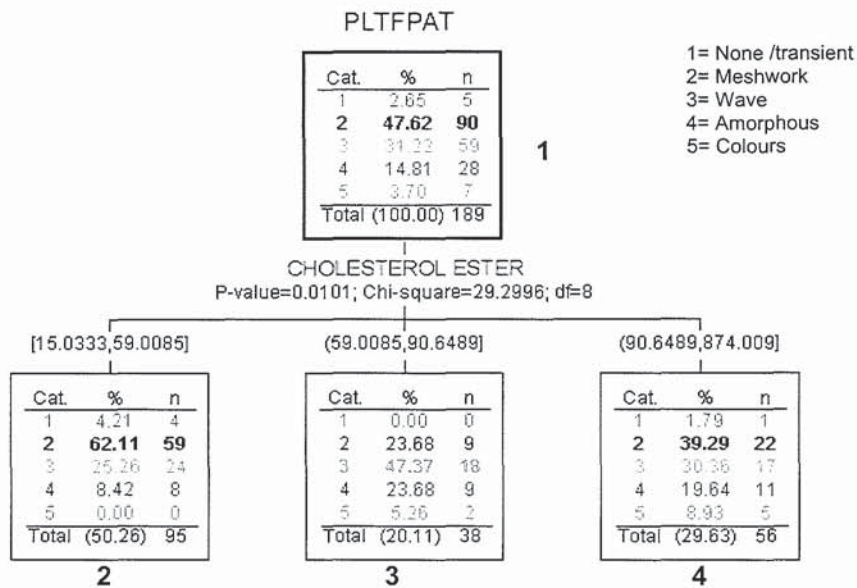 PLTFPAT
1= None /transient
2= Meshwork
3= Wave
4= Amorphous
5= Colours
Cat. % n
1 2.65 5
2 47.62 90
3 31.22 59
4 14.81 28
5 3.70 7
Total (100.00) 189
1
CHOLESTEROL ESTER
P-value=0.0101; Chi-square=29.2996; df=8
[15.0333,59.0085]
Cat. % n
1 4.21 4
2 62.11 59
3 25.26 24
4 8.42 8
5 0.00 0
Total (50.26) 95
2
(59.0085,90.6489]
Cat. % n
1 0.00 0
2 23.68 9
3 47.37 18
4 23.68 9
5 5.26 2
Total (20.11) 38
3
(90.6489,874.009]
Cat. % n
1 1.79 1
2 39.29 22
3 30.36 17
4 19.64 11
5 8.93 5
Total (29.63) 56
4